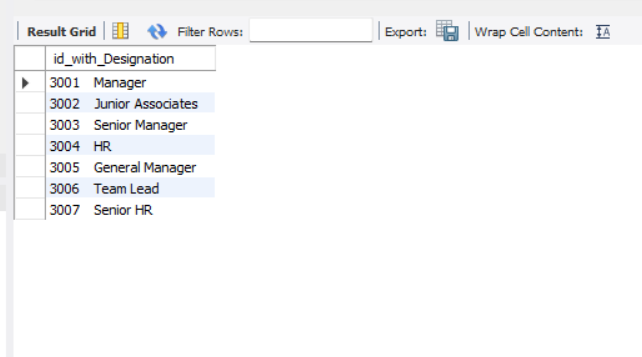 Result Grid Filter Rows: Export: Wrap Cell Content:
id_with_Designation
3001 Manager
3002 Junior Associates
3003 Senior Manager
3004 HR
3005 General Manager
3006 Team Lead
3007 Senior HR